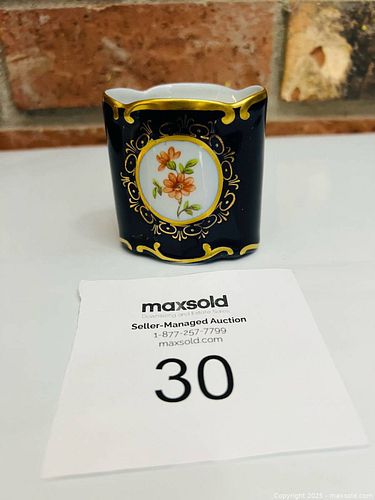 maxsold
Downsizing and Estate Sales
Seller-Managed Auction
1-877-257-7799
maxsold.com
30
Copyright 2025 - maxsold.com